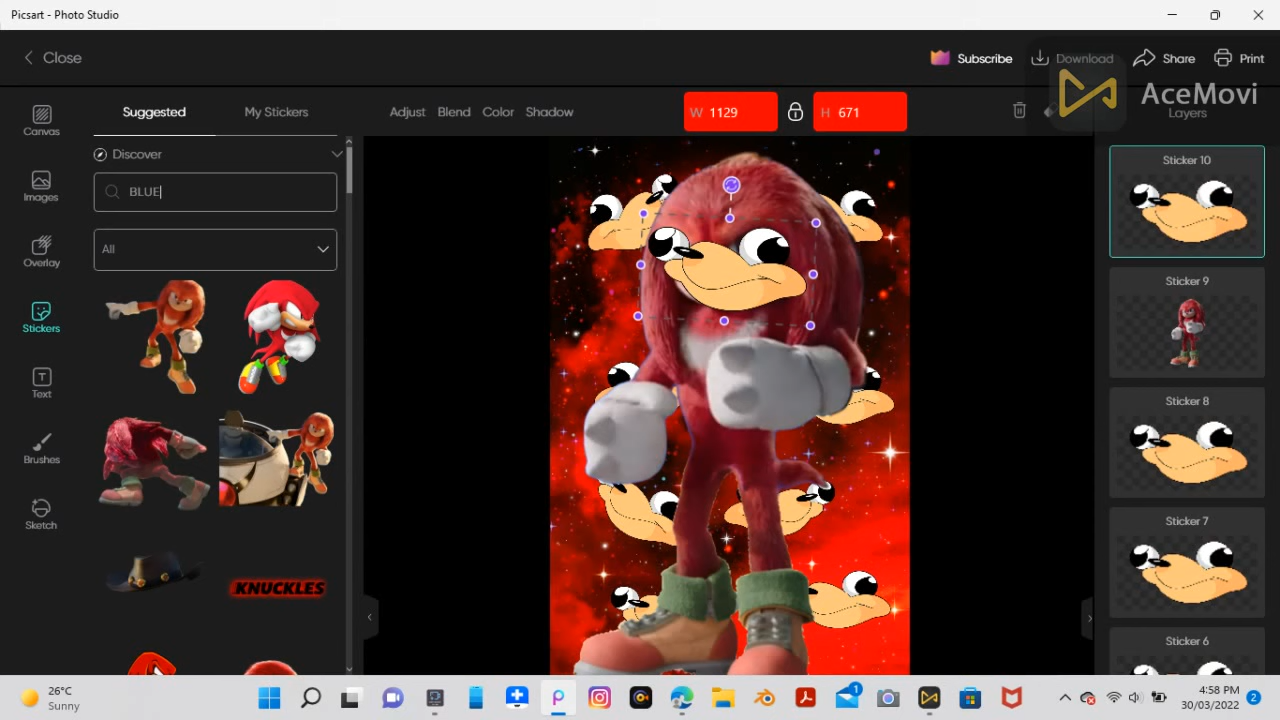 Picsart - Photo Studio
Close
Subscribe
Download
Share
Print
AceMovi
Canvas
Images
Overlay
Stickers
Text
Brushes
Sketch
Suggested
My Stickers
Discover
BLUE
All
KNUCKLES
Adjust
Blend
Color
Shadow
W 1129
H 671
Layers
Sticker 10
Sticker 9
Sticker 8
Sticker 7
Sticker 6
26°C
Sunny
1
4:58 PM
30/03/2022
2